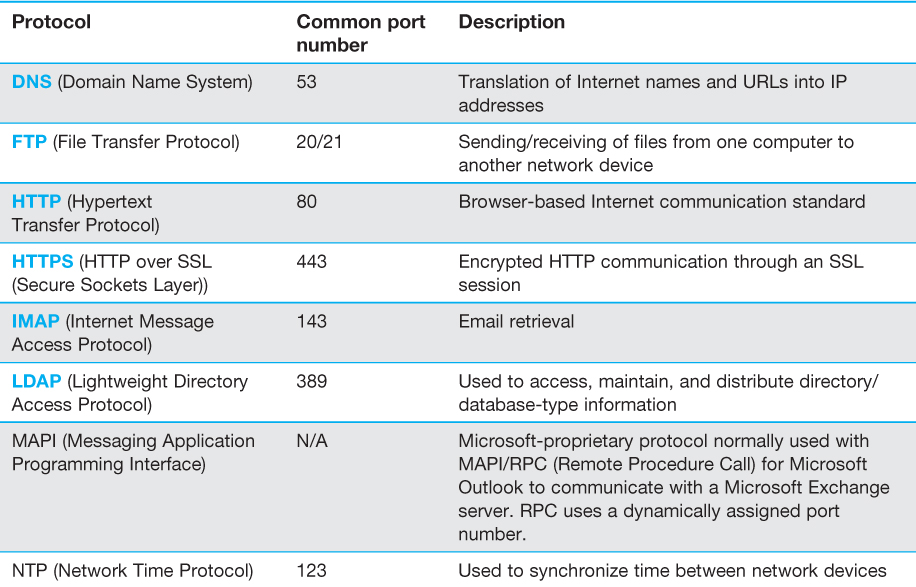 Protocol Common port number Description
DNS (Domain Name System) 53 Translation of Internet names and URLs into IP
addresses
FTP (File Transfer Protocol) 20/21 Sending/receiving of files from one computer to
another network device
HTTP (Hypertext 80 Browser-based Internet communication standard
Transfer Protocol)
HTTPS (HTTP over SSL 443 Encrypted HTTP communication through an SSL
(Secure Sockets Layer)) session
IMAP (Internet Message 143 Email retrieval
Access Protocol)
LDAP (Lightweight Directory 389 Used to access, maintain, and distribute directory/
Access Protocol) database-type information
MAPI (Messaging Application N/A Microsoft-proprietary protocol normally used with
Programming Interface) MAPI/RPC (Remote Procedure Call) for Microsoft
Outlook to communicate with a Microsoft Exchange
server. RPC uses a dynamically assigned port
number.
NTP (Network Time Protocol) 123 Used to synchronize time between network devices